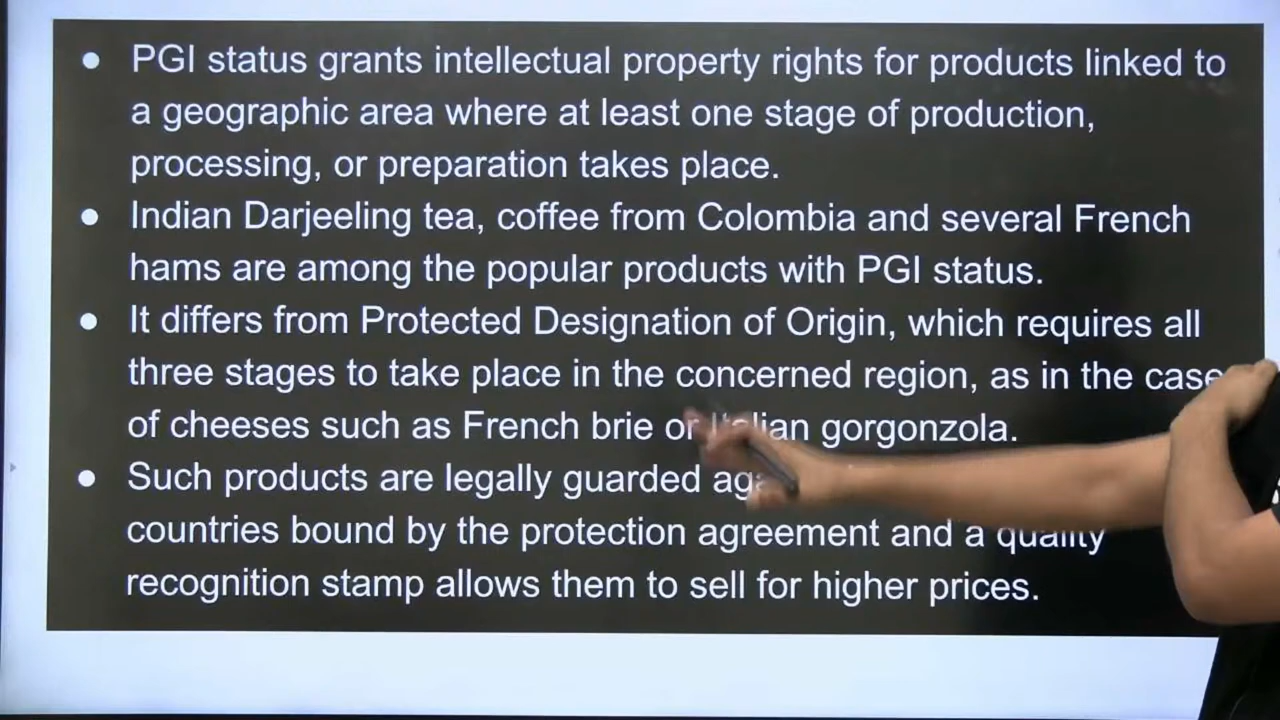 ● PGI status grants intellectual property rights for products linked to
a geographic area where at least one stage of production,
processing, or preparation takes place.
● Indian Darjeeling tea, coffee from Colombia and several French
hams are among the popular products with PGI status.
● It differs from Protected Designation of Origin, which requires all
three stages to take place in the concerned region, as in the case
of cheeses such as French brie or Italian gorgonzola.
● Such products are legally guarded
countries bound by the protection agreement and a quality
recognition stamp allows them to sell for higher prices.